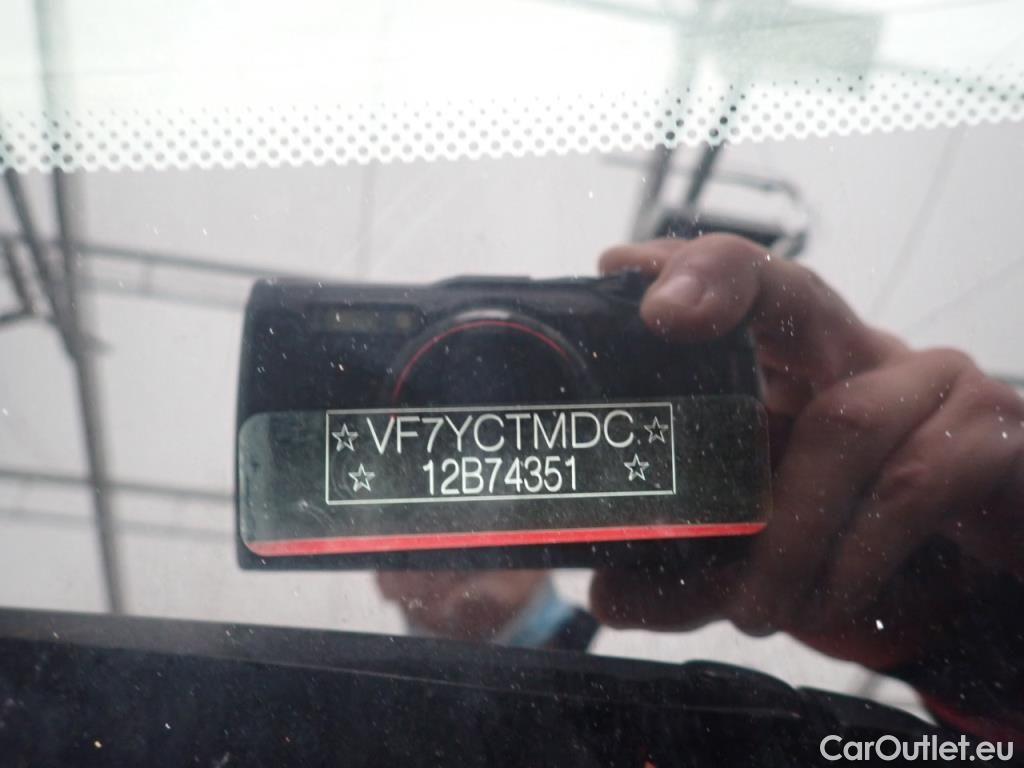 ☆VF7YCTMDC☆
☆ 12B74351 ☆
CarOutlet.eu